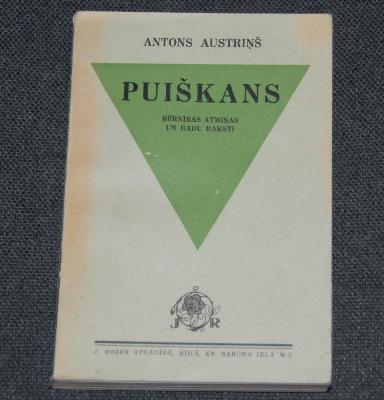 ANTONS AUSTRIŅŠ
PUIŠKANS
BĒRNĪBAS ATMIŅAS
UN RADU RAKSTI
J R
J. ROZES APGĀDĪBĀ, RĪGĀ, KR. BARONA IELĀ № 5.